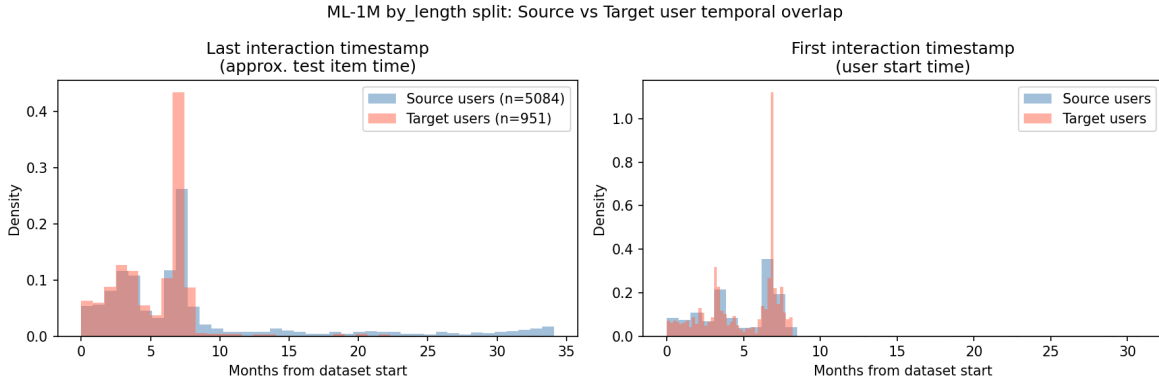 ML-1M by_length split: Source vs Target user temporal overlap
Last interaction timestamp
(approx. test item time)
Source users (n=5084)
Target users (n=951)
0.4
0.3
0.2
0.1
0.0
Density
0 5 10 15 20 25 30 35
Months from dataset start
First interaction timestamp
(user start time)
Source users
Target users
1.0
0.8
0.6
0.4
0.2
0.0
Density
0 5 10 15 20 25 30
Months from dataset start